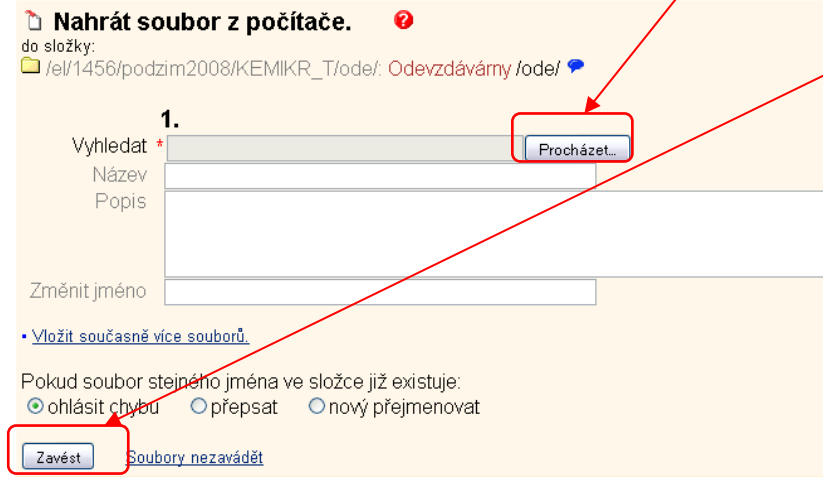 Nahrát soubor z počítače. ?
do složky:
/el/1456/podzim2008/KEMIKR_T/ode/: Odevzdávárny /ode/
1.
Vyhledat * Procházet...
Název
Popis
Změnit jméno
Vložit současně více souborů.
Pokud soubor stejného jména ve složce již existuje:
ohlásit chybu přepsat nový přejmenovat
Zavést Soubory nezavádět